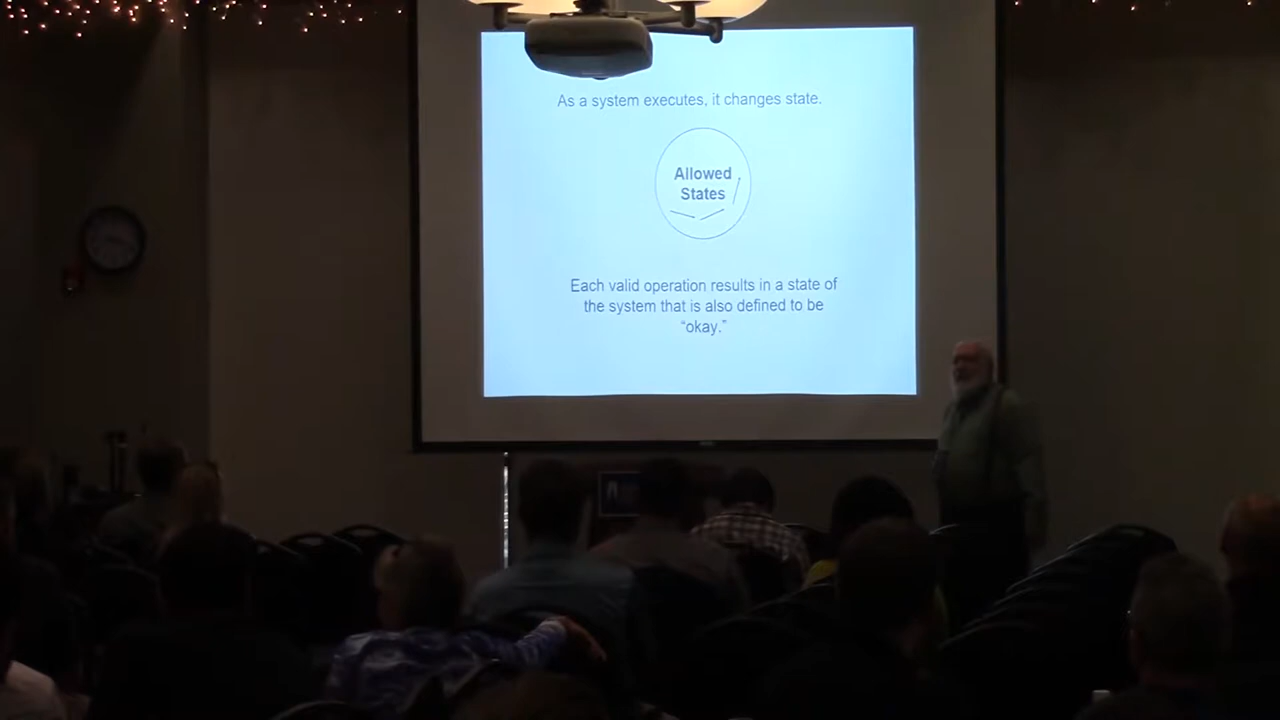 As a system executes, it changes state.
Allowed
States
Each valid operation results in a state of
the system that is also defined to be
“okay.”